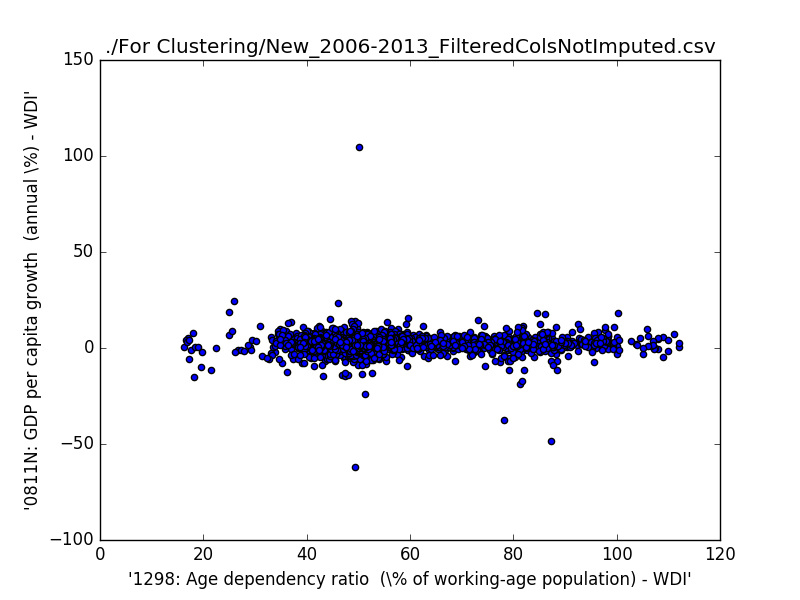 ./For Clustering/New_2006-2013_FilteredColsNotImputed.csv
'0811N: GDP per capita growth  (annual \%) - WDI'
150
100
50
0
−50
−100
0 20 40 60 80 100 120
'1298: Age dependency ratio  (\% of working-age population) - WDI'